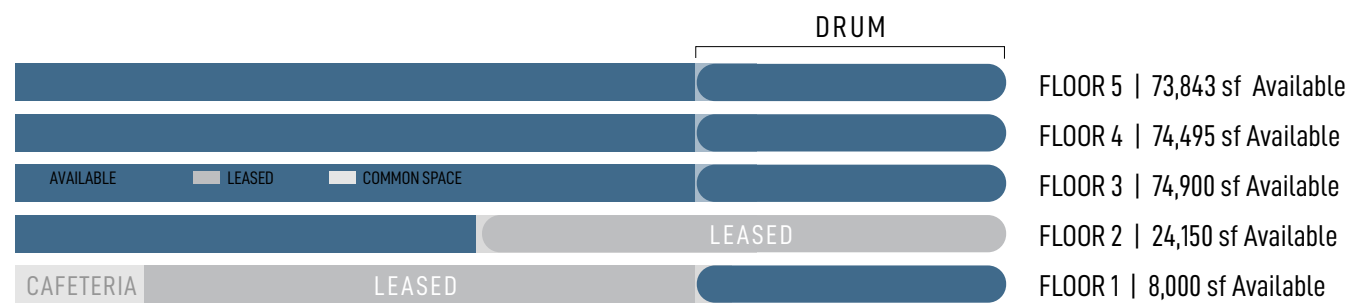 DRUM
FLOOR 5 | 73,843 sf Available
FLOOR 4 | 74,495 sf Available
AVAILABLE LEASED COMMON SPACE
FLOOR 3 | 74,900 sf Available
LEASED
FLOOR 2 | 24,150 sf Available
CAFETERIA LEASED
FLOOR 1 | 8,000 sf Available